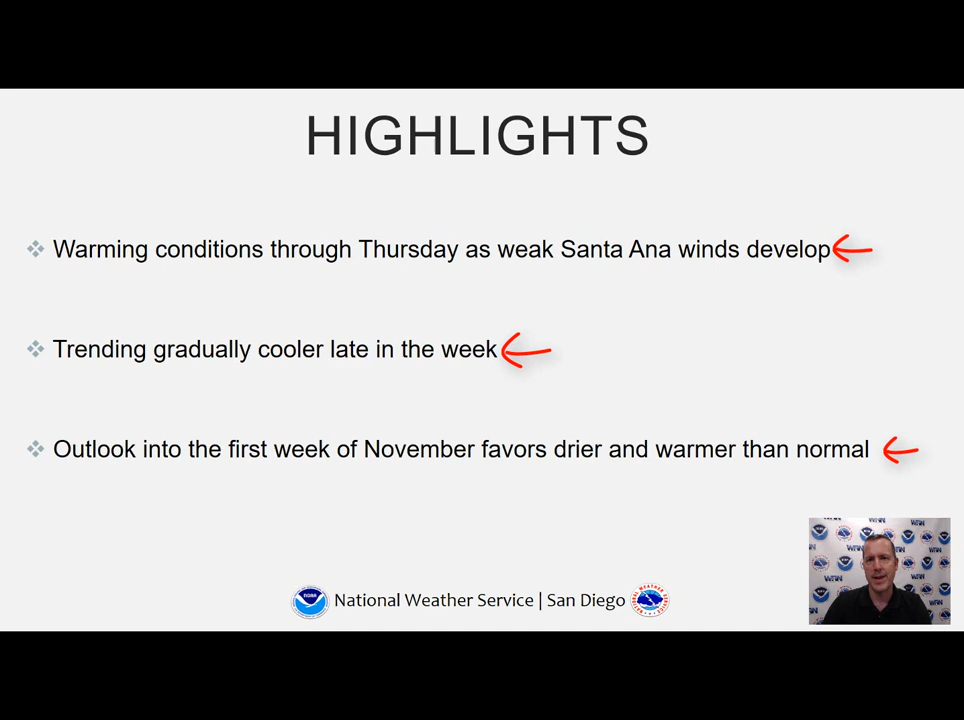 HIGHLIGHTS
Warming conditions through Thursday as weak Santa Ana winds develop
Trending gradually cooler late in the week
Outlook into the first week of November favors drier and warmer than normal
NOAA
National Weather Service | San Diego